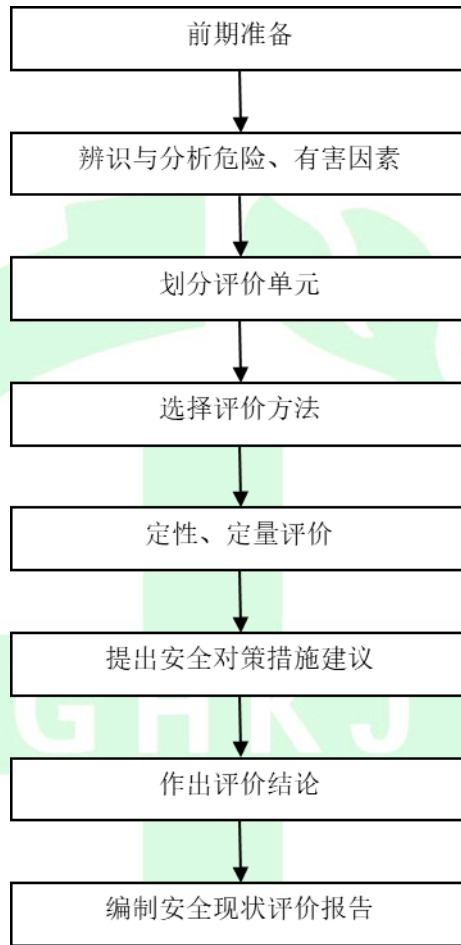 前期准备
辨识与分析危险、有害因素
划分评价单元
选择评价方法
定性、定量评价
提出安全对策措施建议
GHKJ
作出评价结论
编制安全现状评价报告